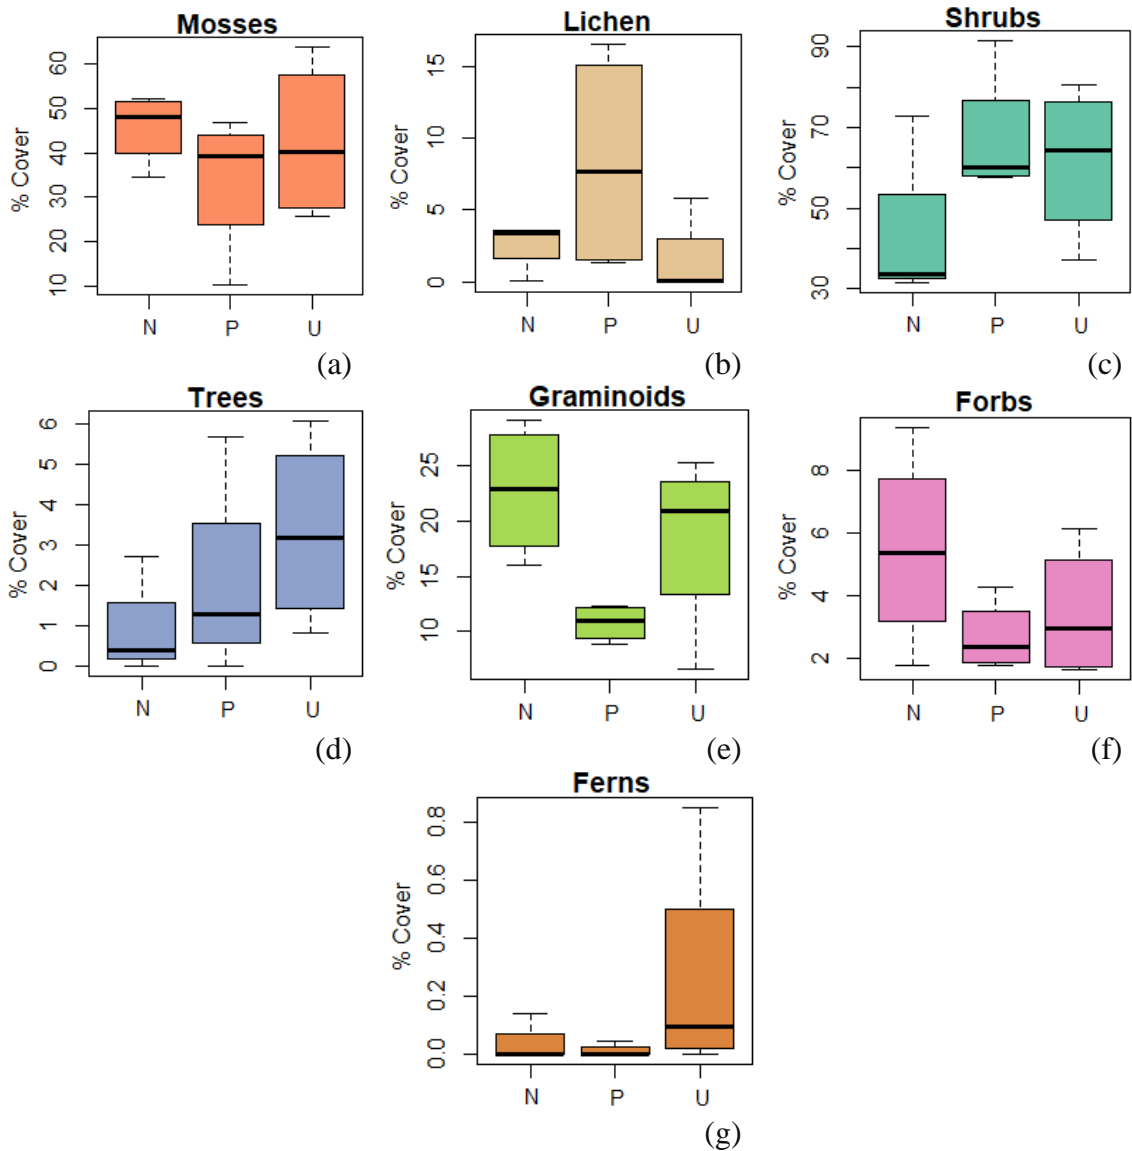 Mosses
% Cover
60
50
40
30
20
10
N P U
(a)
Lichen
% Cover
15
10
5
0
N P U
(b)
Shrubs
% Cover
90
70
50
30
N P U
(c)
Trees
% Cover
6
5
4
3
2
1
0
N P U
(d)
Graminoids
% Cover
25
20
15
10
N P U
(e)
Forbs
% Cover
8
6
4
2
N P U
(f)
Ferns
% Cover
0.8
0.6
0.4
0.2
0.0
N P U
(g)